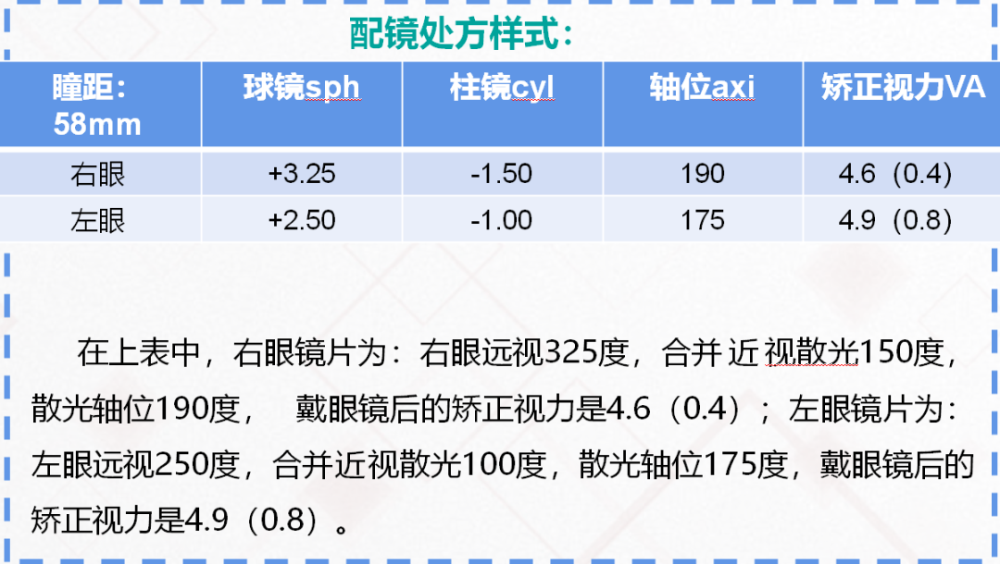 配镜处方样式：
瞳距： 球镜sph 柱镜cyl 轴位axi 矫正视力VA
58mm
右眼 +3.25 -1.50 190 4.6（0.4）
左眼 +2.50 -1.00 175 4.9（0.8）
在上表中，右眼镜片为：右眼远视325度，合并近视散光150度，
散光轴位190度， 戴眼镜后的矫正视力是4.6（0.4）；左眼镜片为：
左眼远视250度，合并近视散光100度，散光轴位175度，戴眼镜后的
矫正视力是4.9（0.8）。